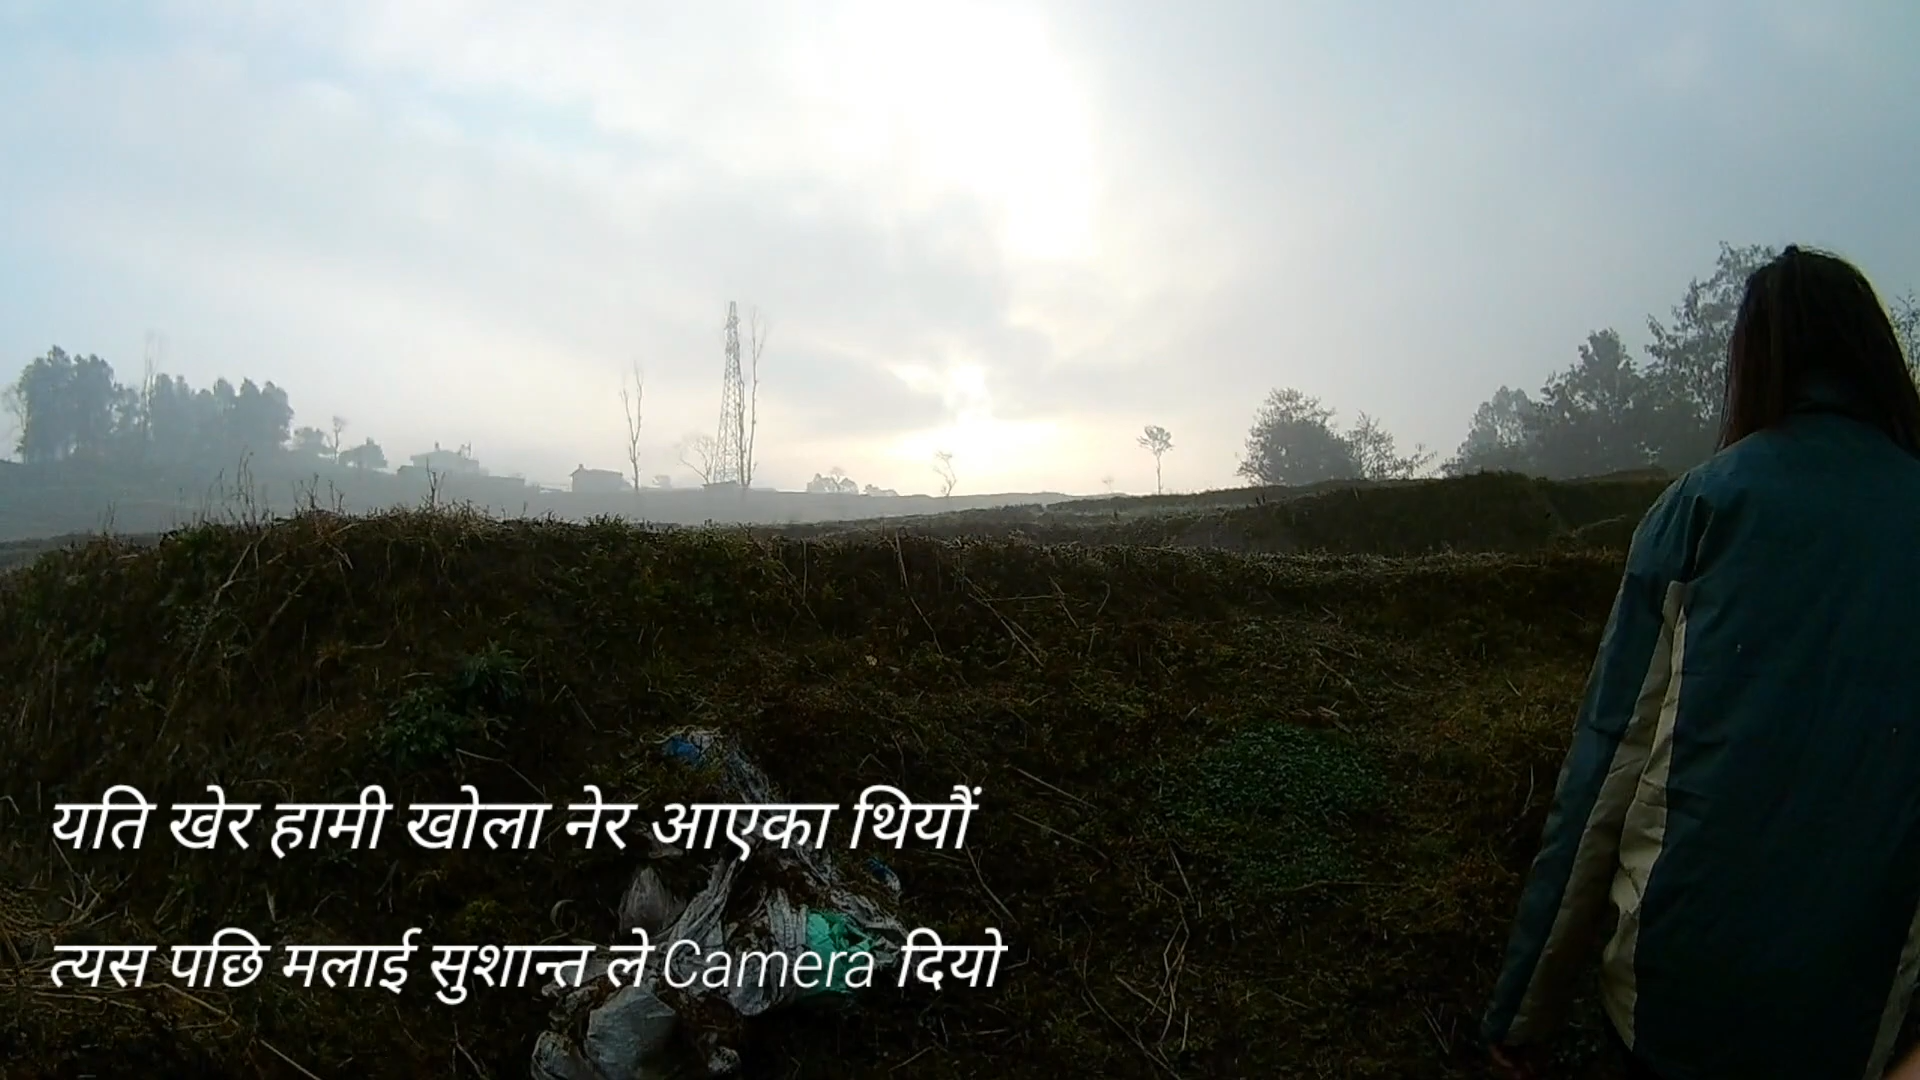 यति खेर हामी खोला नेर आएका थियौं
त्यस पछि मलाई सुशान्त ले Camera दियो